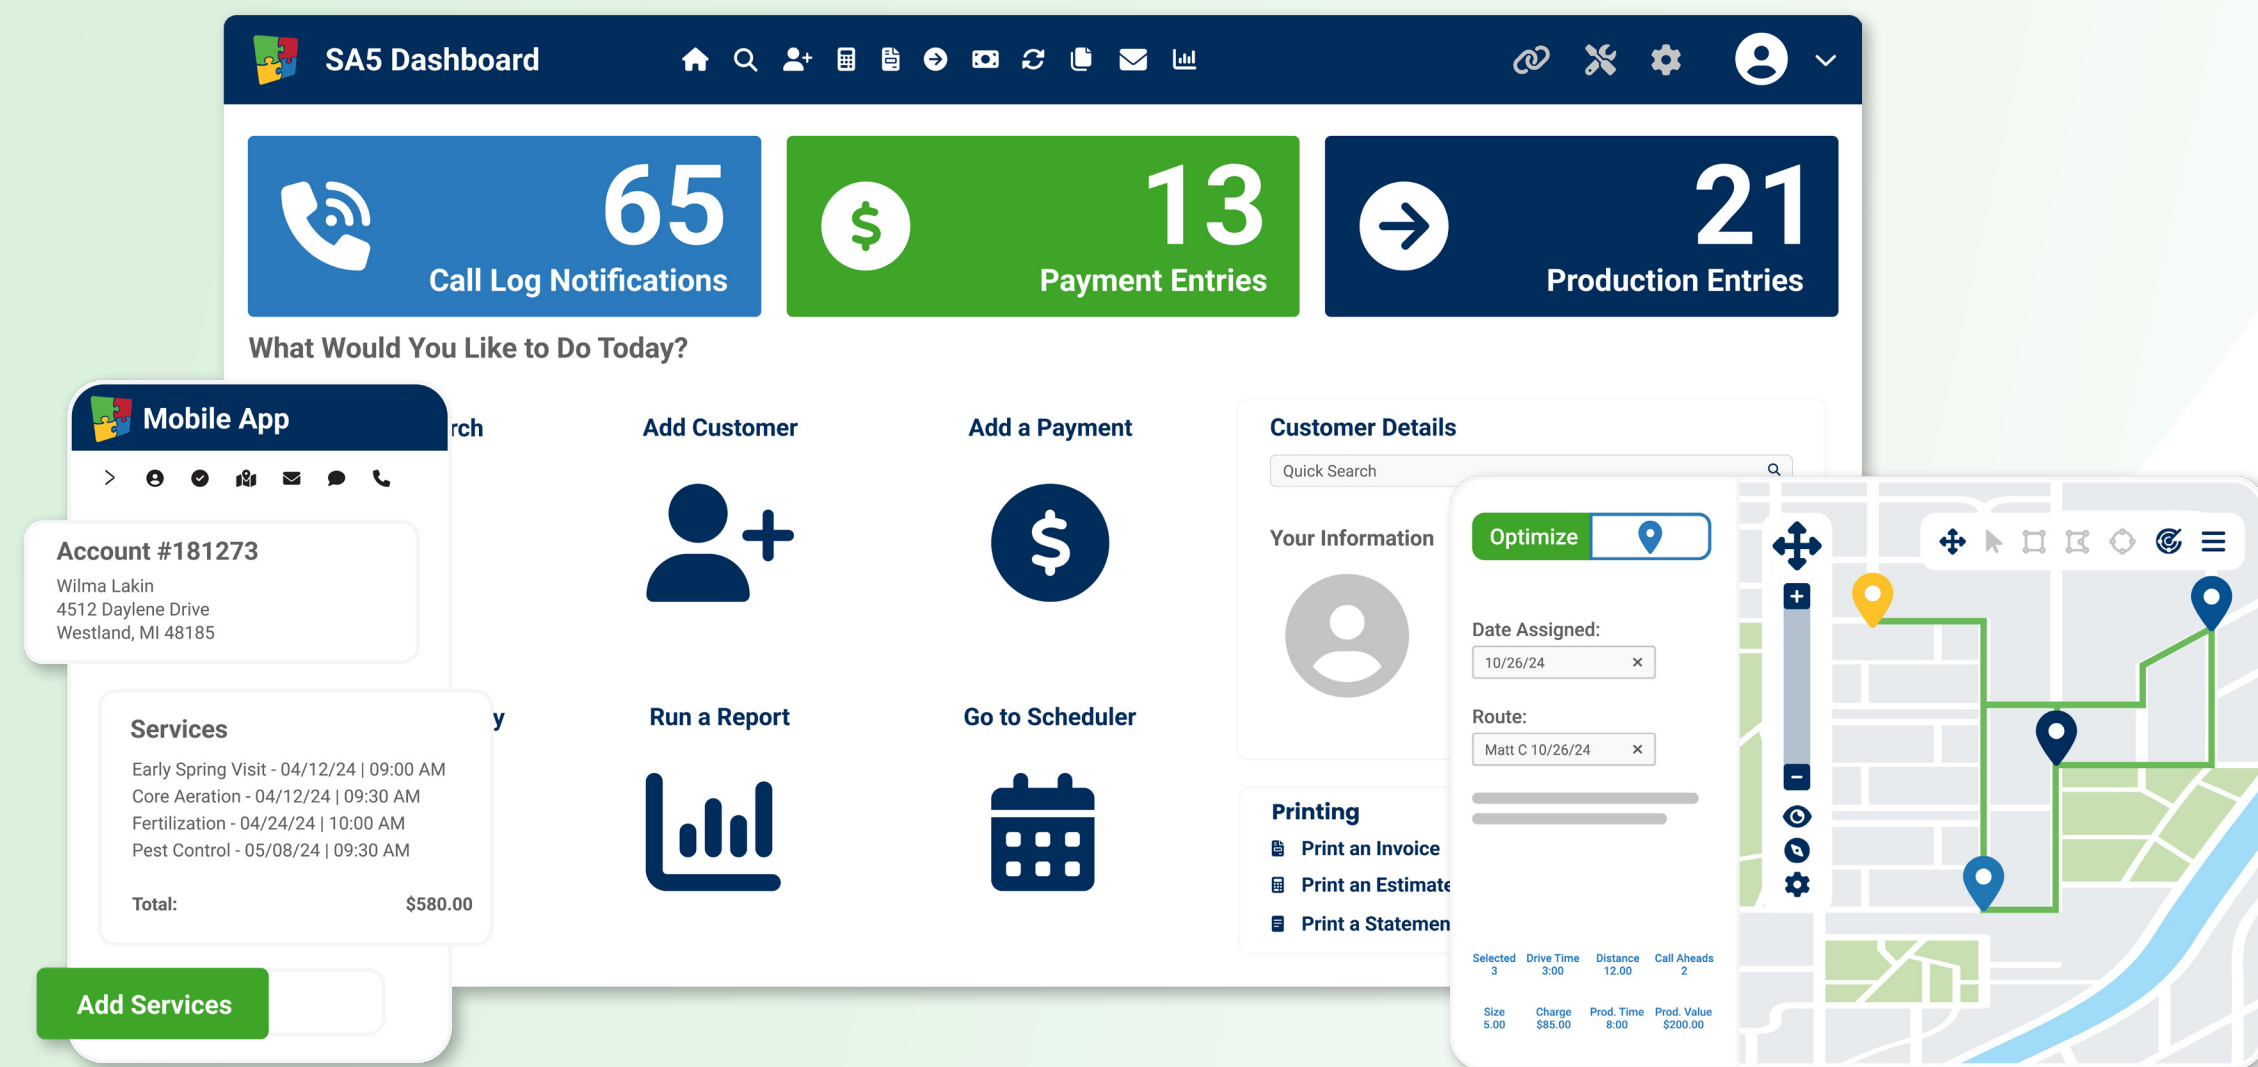 SA5 Dashboard
65
Call Log Notifications
13
Payment Entries
21
Production Entries
What Would You Like to Do Today?
Mobile App
Account #181273
Wilma Lakin
4512 Daylene Drive
Westland, MI 48185
Services
Early Spring Visit - 04/12/24 | 09:00 AM
Core Aeration - 04/12/24 | 09:30 AM
Fertilization - 04/24/24 | 10:00 AM
Pest Control - 05/08/24 | 09:30 AM
Total: $580.00
Add Services
rch
Add Customer
Add a Payment
y
Run a Report
Go to Scheduler
Customer Details
Quick Search
Your Information
Printing
Print an Invoice
Print an Estimate
Print a Statemen
Optimize
Date Assigned:
10/26/24
Route:
Matt C 10/26/24
Selected Drive Time Distance Call Aheads
3 3:00 12.00 2
Size Charge Prod. Time Prod. Value
5.00 $85.00 8:00 $200.00